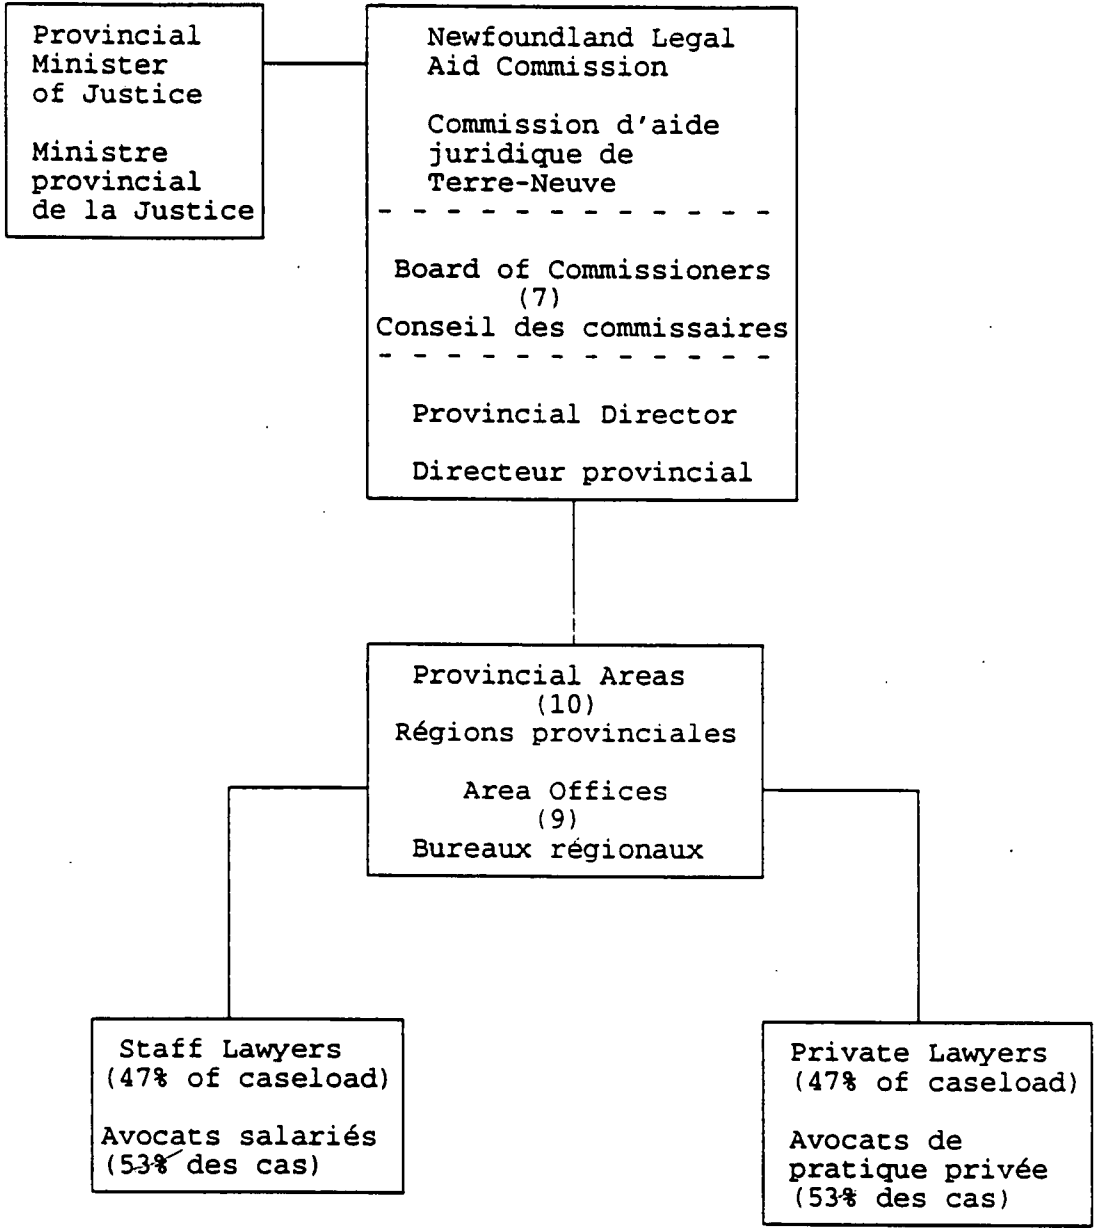 Provincial
Minister
of Justice
Ministre
provincial
de la Justice
Newfoundland Legal
Aid Commission
Commission d'aide
juridique de
Terre-Neuve
Board of Commissioners
(7)
Conseil des commissaires
Provincial Director
Directeur provincial
Provincial Areas
(10)
Régions provinciales
Area Offices
(9)
Bureaux régionaux
Staff Lawyers
(47% of caseload)
Avocats salariés
(53% des cas)
Private Lawyers
(47% of caseload)
Avocats de
pratique privée
(53% des cas)